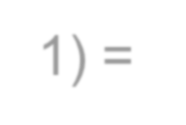 1) =